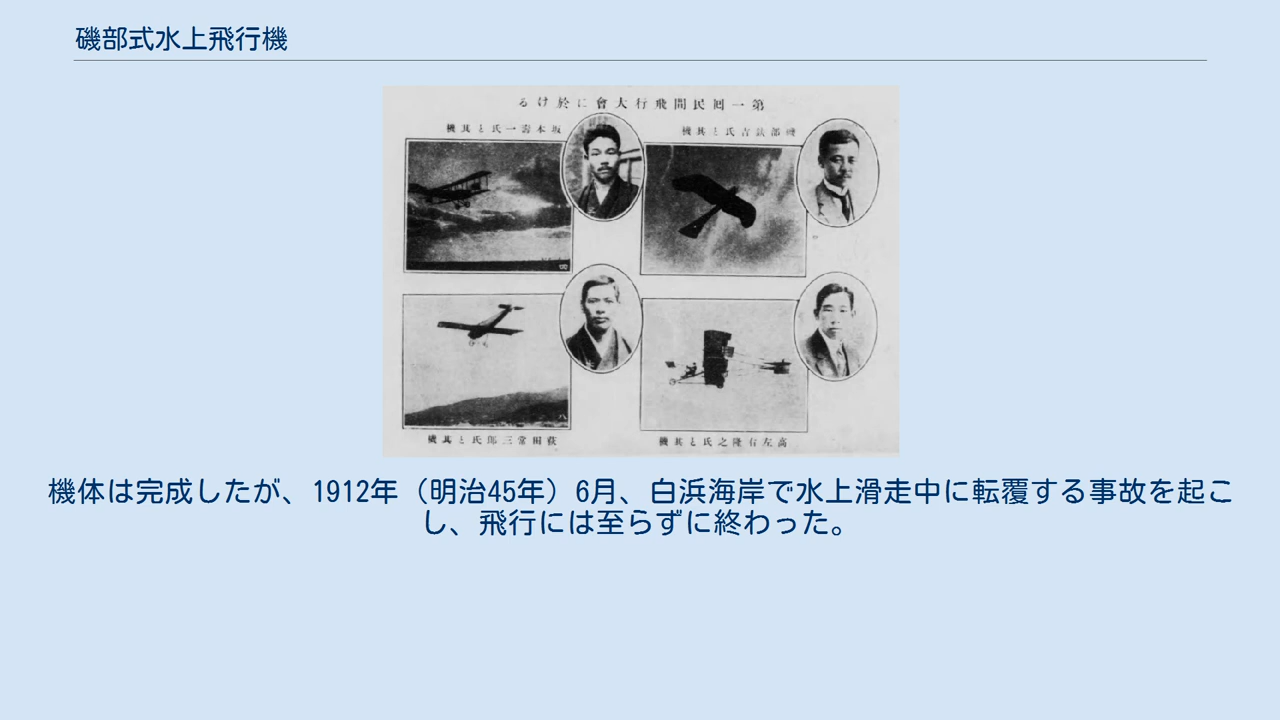 磯部式水上飛行機
第一回民間飛行大會に於ける
坂本壽一氏と其機
磯部鈇吉氏と其機
荻田常三郎氏と其機
高左右隆之氏と其機
機体は完成したが、1912年（明治45年）6月、白浜海岸で水上滑走中に転覆する事故を起こ
し、飛行には至らずに終わった。